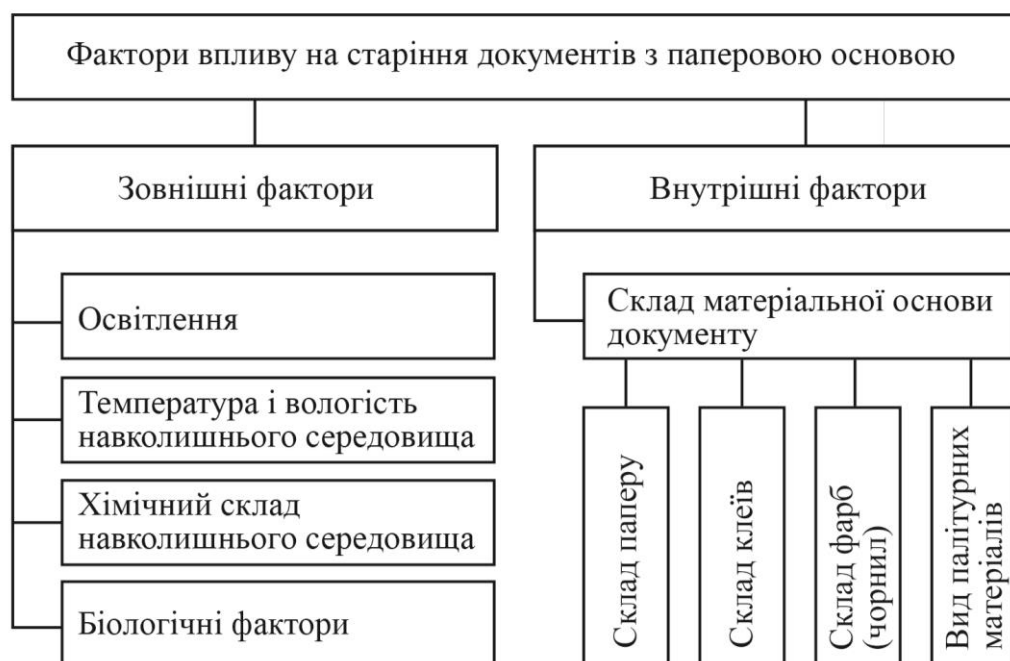 Фактори впливу на старіння документів з паперовою основою
Зовнішні фактори
Внутрішні фактори
Освітлення
Температура і вологість
навколишнього середовища
Хімічний склад
навколишнього середовища
Біологічні фактори
Склад матеріальної основи
документу
Склад паперу
Склад клеїв
Склад фарб
(чорнил)
Вид палітурних
матеріалів